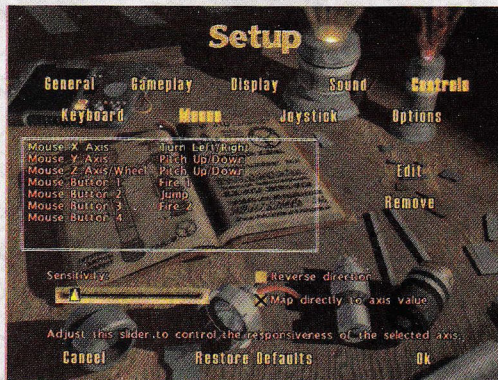 Setup
General Gameplay Display Sound Controls
Keyboard Mouse Joystick Options
Mouse X Axis Turn Left/Right
Mouse Y Axis Pitch Up/Down
Mouse Z Axis/Wheel Pitch Up/Down
Mouse Button 1 Fire 1
Mouse Button 2 Jump
Mouse Button 3 Fire 2
Mouse Button 4
Edit
Remove
Sensitivity:
Reverse direction
Map directly to axis value
Adjust this slider to control the responsiveness of the selected axis.
Cancel Restore Defaults Ok